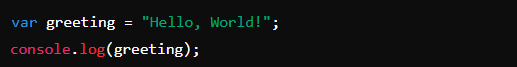 var greeting = "Hello, World!";
console.log(greeting);